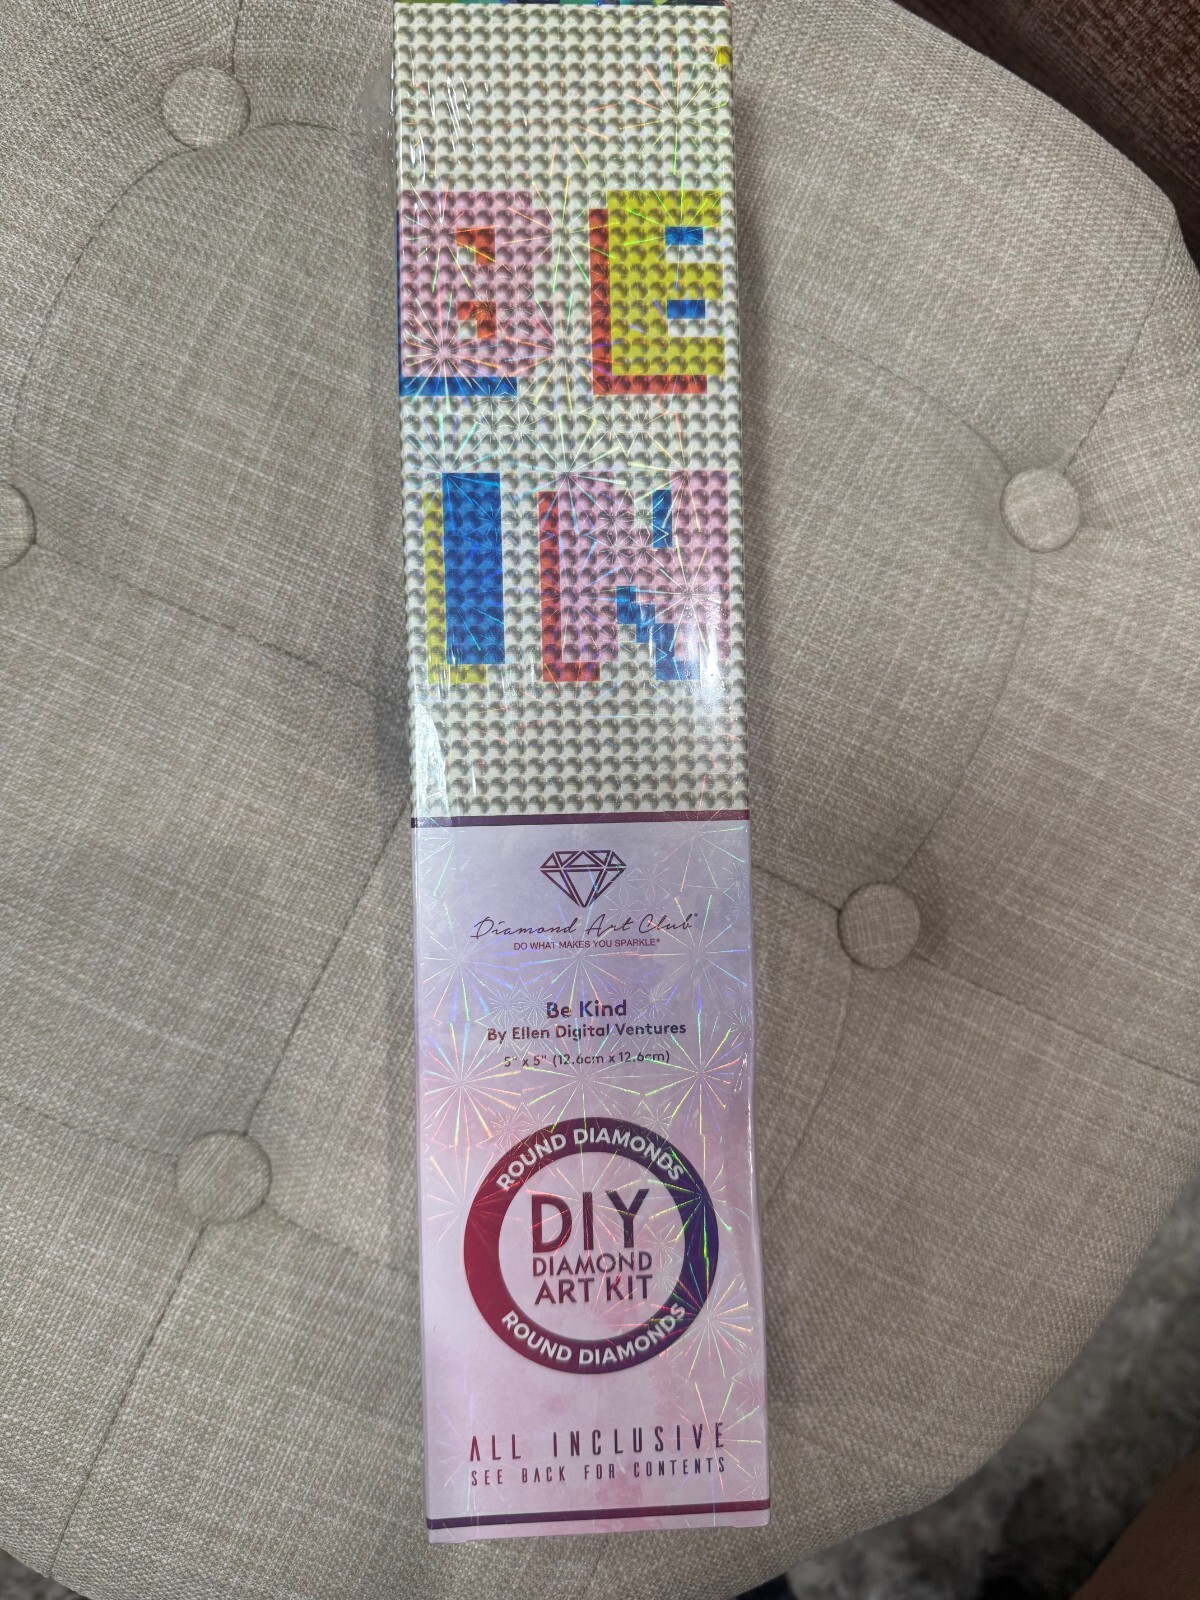 BE
IN
Diamond Art Club®
DO WHAT MAKES YOU SPARKLE®
Be Kind
By Ellen Digital Ventures
5" x 5" (12.6cm x 12.6cm)
ROUND DIAMONDS
DIY
DIAMOND
ART KIT
ROUND DIAMONDS
ALL INCLUSIVE
SEE BACK FOR CONTENTS